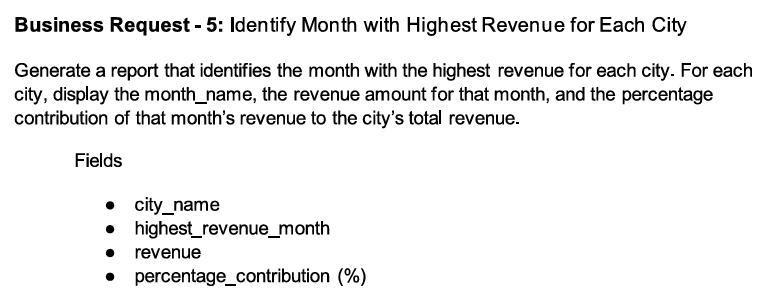 Business Request - 5: Identify Month with Highest Revenue for Each City
Generate a report that identifies the month with the highest revenue for each city. For each
city, display the month_name, the revenue amount for that month, and the percentage
contribution of that month's revenue to the city's total revenue.
Fields
● city_name
● highest_revenue_month
● revenue
● percentage_contribution (%)